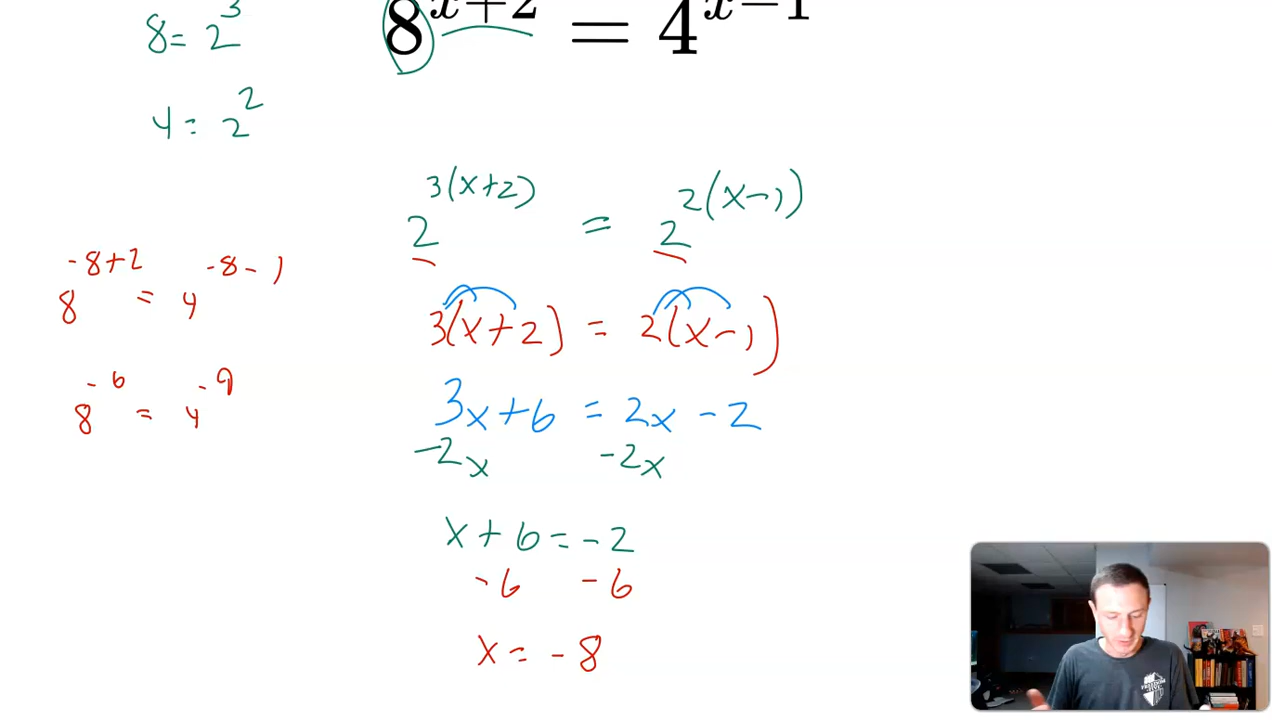 8 = 2^3
8^{x+2} = 4^{x-1}
4 = 2^2
2^{3(x+2)} = 2^{2(x-1)}
8^{-8+2} = 4^{-8-1}
3(x+2) = 2(x-1)
8^{-6} = 4^{-9}
3x+6 = 2x-2
-2x -2x
x+6 = -2
-6 -6
x = -8